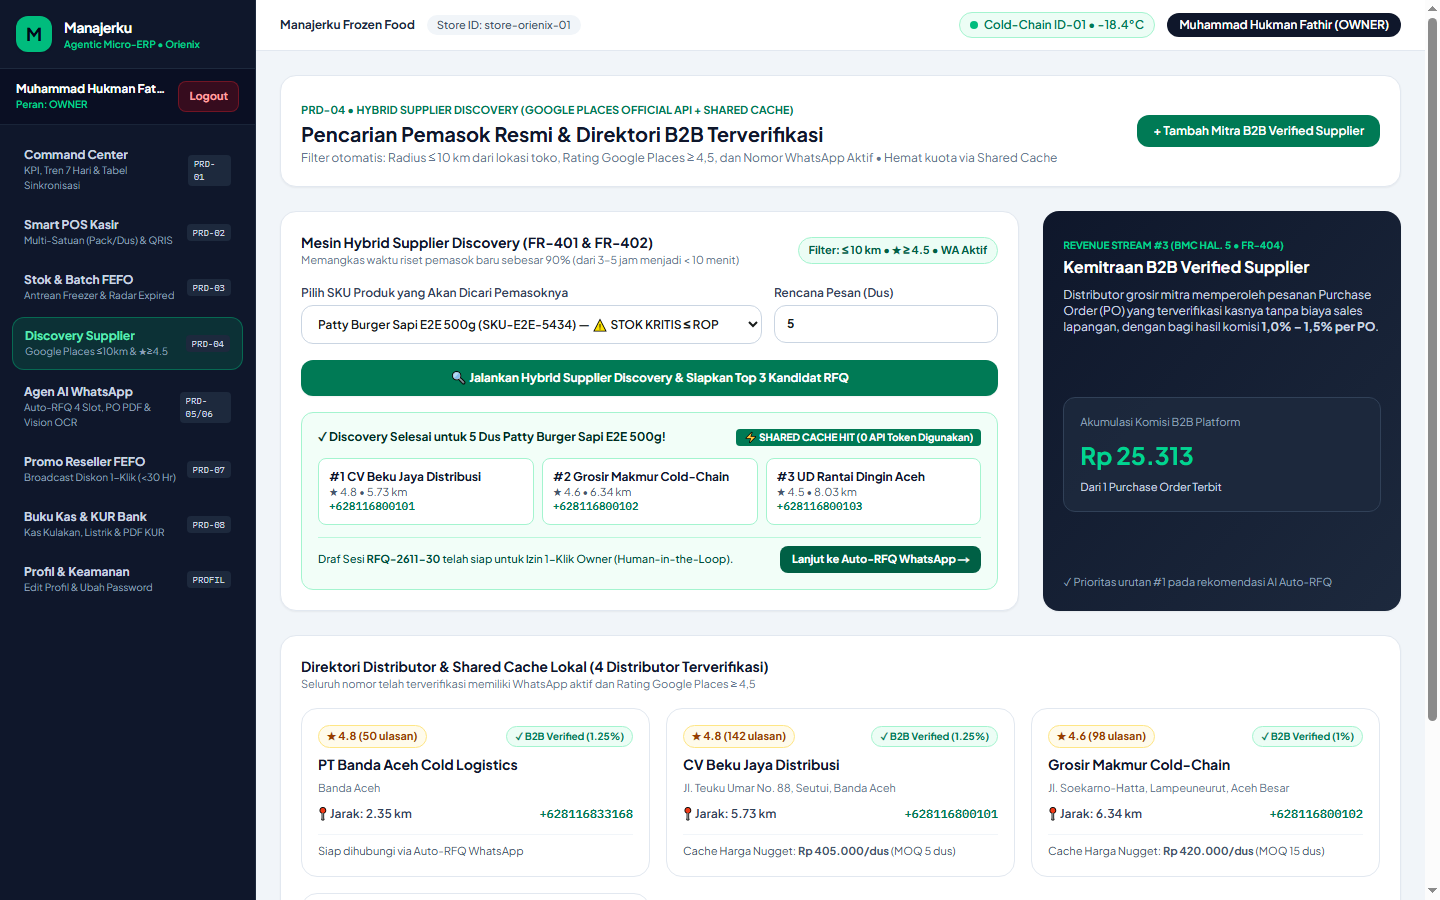 M
Manajerku
Agentic Micro-ERP • Orienix
Muhammad Hukman Fat...
Peran: OWNER
Logout
Command Center
KPI, Tren 7 Hari & Tabel
Sinkronisasi
PRD-
01
Smart POS Kasir
Multi-Satuan (Pack/Dus) & QRIS
PRD-02
Stok & Batch FEFO
Antrean Freezer & Radar Expired
PRD-03
Discovery Supplier
Google Places ≤10km & ★≥4.5
PRD-04
Agen AI WhatsApp
Auto-RFQ 4 Slot, PO PDF &
Vision OCR
PRD-
05/06
Promo Reseller FEFO
Broadcast Diskon 1-Klik (<30 Hr)
PRD-07
Buku Kas & KUR Bank
Kas Kulakan, Listrik & PDF KUR
PRD-08
Profil & Keamanan
Edit Profil & Ubah Password
PROFIL
Manajerku Frozen Food
Store ID: store-orienix-01
Cold-Chain ID-01 • -18.4°C
Muhammad Hukman Fathir (OWNER)
PRD-04 • HYBRID SUPPLIER DISCOVERY (GOOGLE PLACES OFFICIAL API + SHARED CACHE)
Pencarian Pemasok Resmi & Direktori B2B Terverifikasi
Filter otomatis: Radius ≤ 10 km dari lokasi toko, Rating Google Places ≥ 4,5, dan Nomor WhatsApp Aktif • Hemat kuota via Shared Cache
+ Tambah Mitra B2B Verified Supplier
Mesin Hybrid Supplier Discovery (FR-401 & FR-402)
Memangkas waktu riset pemasok baru sebesar 90% (dari 3–5 jam menjadi < 10 menit)
Filter: ≤ 10 km • ★ ≥ 4.5 • WA Aktif
Pilih SKU Produk yang Akan Dicari Pemasoknya
Rencana Pesan (Dus)
Patty Burger Sapi E2E 500g (SKU-E2E-5434) — ⚠ STOK KRITIS ≤ ROP
5
🔍 Jalankan Hybrid Supplier Discovery & Siapkan Top 3 Kandidat RFQ
✓ Discovery Selesai untuk 5 Dus Patty Burger Sapi E2E 500g!
⚡ SHARED CACHE HIT (0 API Token Digunakan)
#1 CV Beku Jaya Distribusi
★ 4.8 • 5.73 km
+628116800101
#2 Grosir Makmur Cold-Chain
★ 4.6 • 6.34 km
+628116800102
#3 UD Rantai Dingin Aceh
★ 4.5 • 8.03 km
+628116800103
Draf Sesi RFQ-2611-30 telah siap untuk Izin 1-Klik Owner (Human-in-the-Loop).
Lanjut ke Auto-RFQ WhatsApp →
REVENUE STREAM #3 (BMC HAL. 5 • FR-404)
Kemitraan B2B Verified Supplier
Distributor grosir mitra memperoleh pesanan Purchase
Order (PO) yang terverifikasi kasnya tanpa biaya sales
lapangan, dengan bagi hasil komisi 1,0% – 1,5% per PO.
Akumulasi Komisi B2B Platform
Rp 25.313
Dari 1 Purchase Order Terbit
✓ Prioritas urutan #1 pada rekomendasi AI Auto-RFQ
Direktori Distributor & Shared Cache Lokal (4 Distributor Terverifikasi)
Seluruh nomor telah terverifikasi memiliki WhatsApp aktif dan Rating Google Places ≥ 4,5
★ 4.8 (50 ulasan)
✓ B2B Verified (1.25%)
PT Banda Aceh Cold Logistics
Banda Aceh
📍 Jarak: 2.35 km
+628116833168
Siap dihubungi via Auto-RFQ WhatsApp
★ 4.8 (142 ulasan)
✓ B2B Verified (1.25%)
CV Beku Jaya Distribusi
Jl. Teuku Umar No. 88, Seutui, Banda Aceh
📍 Jarak: 5.73 km
+628116800101
Cache Harga Nugget: Rp 405.000/dus (MOQ 5 dus)
★ 4.6 (98 ulasan)
✓ B2B Verified (1%)
Grosir Makmur Cold-Chain
Jl. Soekarno-Hatta, Lampeuneurut, Aceh Besar
📍 Jarak: 6.34 km
+628116800102
Cache Harga Nugget: Rp 420.000/dus (MOQ 15 dus)